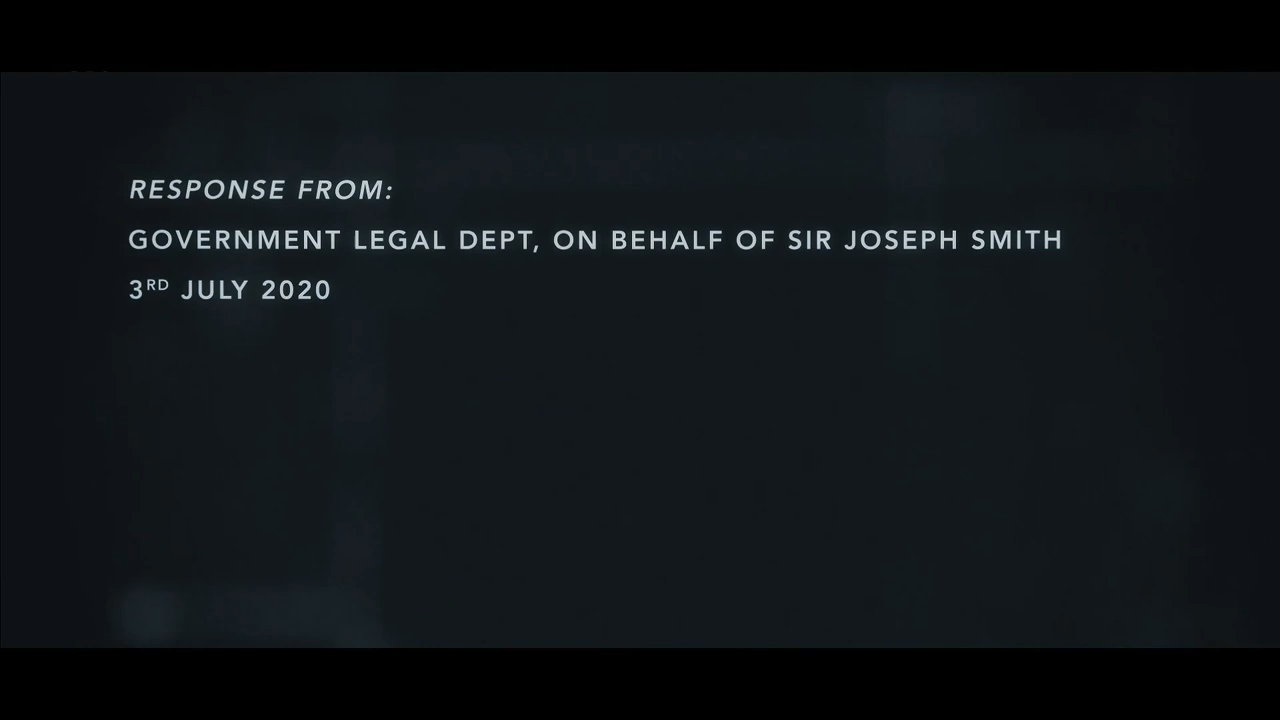 RESPONSE FROM:
GOVERNMENT LEGAL DEPT, ON BEHALF OF SIR JOSEPH SMITH
3RD JULY 2020